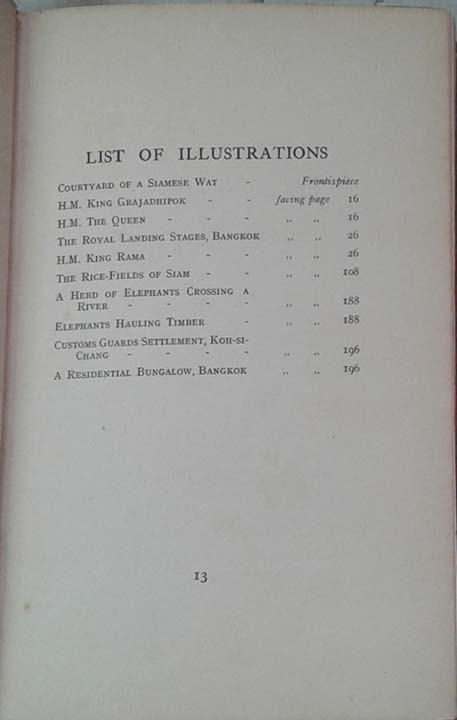 LIST OF ILLUSTRATIONS
COURTYARD OF A SIAMESE WAT - Frontispiece
H.M. KING GRAJADHIPOK - - facing page 16
H.M. THE QUEEN - - - ,, ,, 16
THE ROYAL LANDING STAGES, BANGKOK ,, ,, 26
H.M. KING RAMA - - - ,, ,, 26
THE RICE-FIELDS OF SIAM - - ,, ,, 108
A HERD OF ELEPHANTS CROSSING A
RIVER - - - - ,, ,, 188
ELEPHANTS HAULING TIMBER - ,, ,, 188
CUSTOMS GUARDS SETTLEMENT, KOH-SI-
CHANG - - - - ,, ,, 196
A RESIDENTIAL BUNGALOW, BANGKOK ,, ,, 196
13